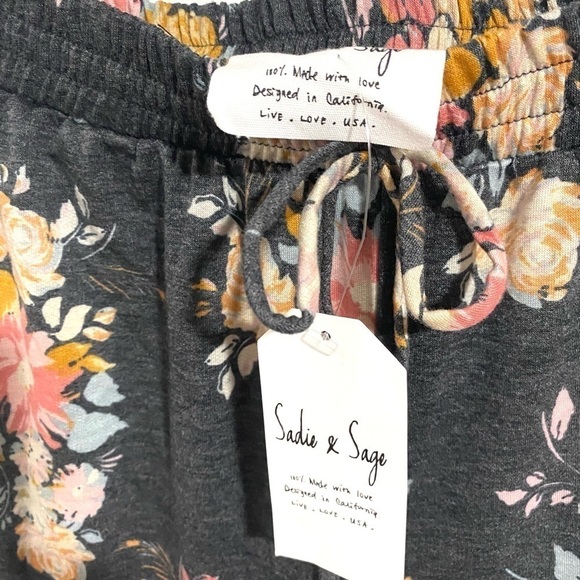 Sage
100% Made with love
Designed in California.
LIVE . LOVE . USA .
Sadie & Sage
100% Made with love
Designed in California
LIVE . LOVE . USA .